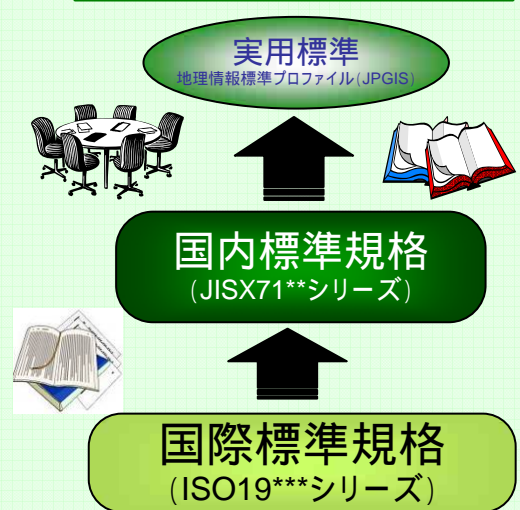 実用標準
地理情報標準プロファイル(JPGIS)
国内標準規格
(JISX71**シリーズ)
国際標準規格
(ISO19***シリーズ)